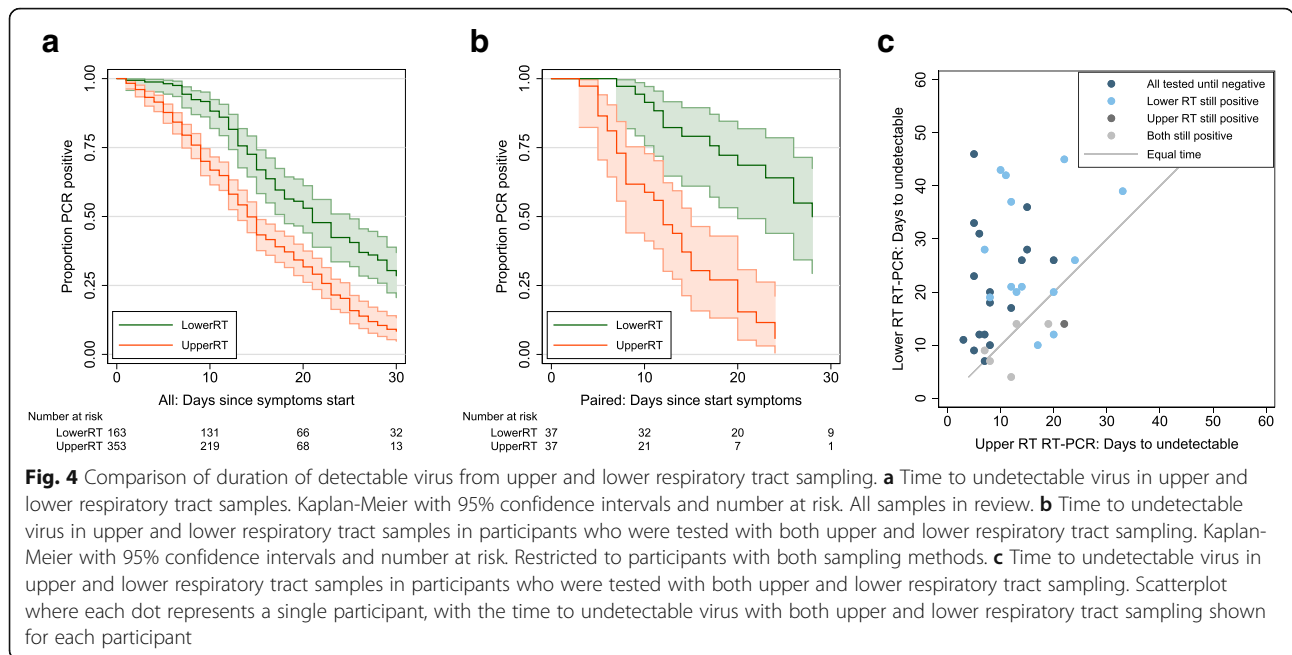 a
b
c
Proportion PCR positive
1.00
0.75
0.50
0.25
0.00
LowerRT
UpperRT
0 10 20 30
All: Days since symptoms start
Number at risk
LowerRT 163 131 66 32
UpperRT 353 219 68 13
Proportion PCR positive
1.00
0.75
0.50
0.25
0.00
LowerRT
UpperRT
0 10 20 30
Paired: Days since start symptoms
Number at risk
LowerRT 37 32 20 9
UpperRT 37 21 7 1
Lower RT RT-PCR: Days to undetectable
60
50
40
30
20
10
0
All tested until negative
Lower RT still positive
Upper RT still positive
Both still positive
Equal time
0 10 20 30 40 50 60
Upper RT RT-PCR: Days to undetectable
Fig. 4 Comparison of duration of detectable virus from upper and lower respiratory tract sampling. a Time to undetectable virus in upper and
lower respiratory tract samples. Kaplan-Meier with 95% confidence intervals and number at risk. All samples in review. b Time to undetectable
virus in upper and lower respiratory tract samples in participants who were tested with both upper and lower respiratory tract sampling. Kaplan-
Meier with 95% confidence intervals and number at risk. Restricted to participants with both sampling methods. c Time to undetectable virus in
upper and lower respiratory tract samples in participants who were tested with both upper and lower respiratory tract sampling. Scatterplot
where each dot represents a single participant, with the time to undetectable virus with both upper and lower respiratory tract sampling shown
for each participant